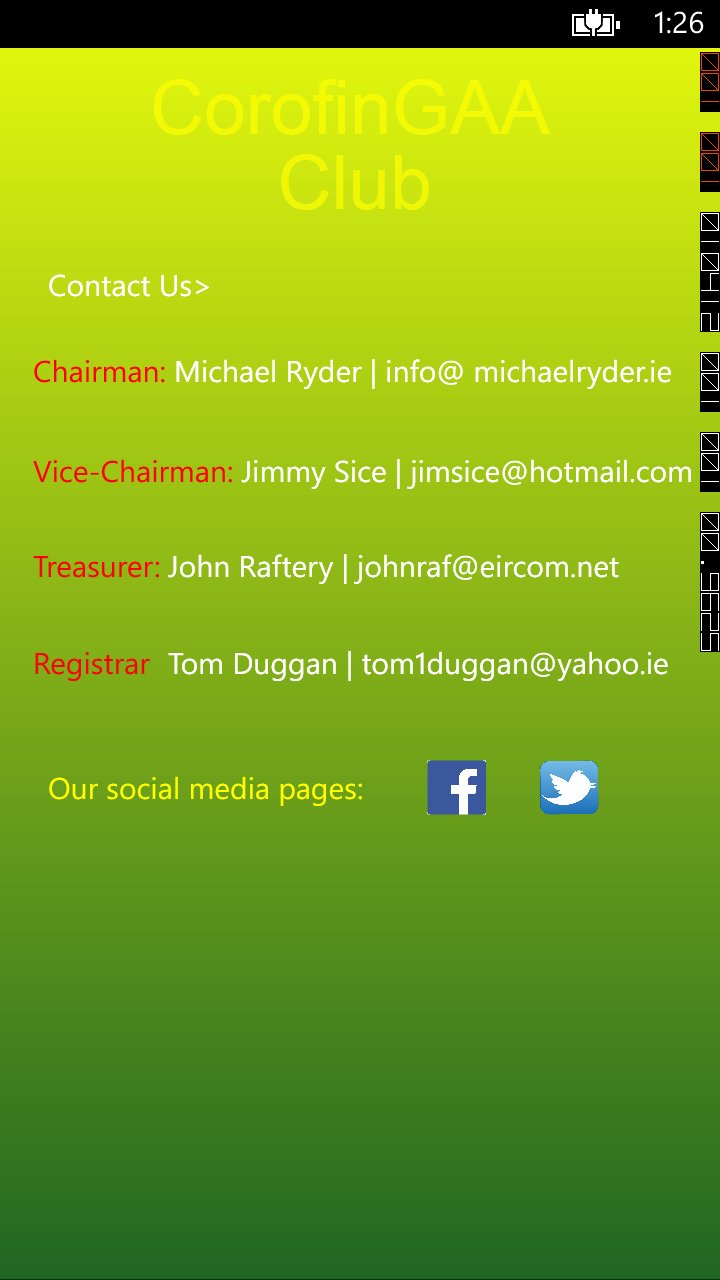 1:26
CorofinGAA
Club
Contact Us>
Chairman: Michael Ryder | info@ michaelryder.ie
Vice-Chairman: Jimmy Sice | jimsice@hotmail.com
Treasurer: John Raftery | johnraf@eircom.net
Registrar Tom Duggan | tom1duggan@yahoo.ie
Our social media pages: